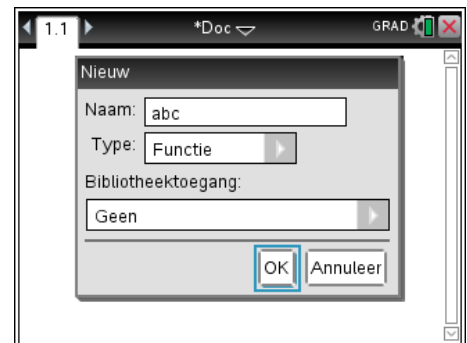 1.1 *Doc GRAD
Nieuw
Naam: abc
Type: Functie
Bibliotheektoegang:
Geen
OK Annuleer